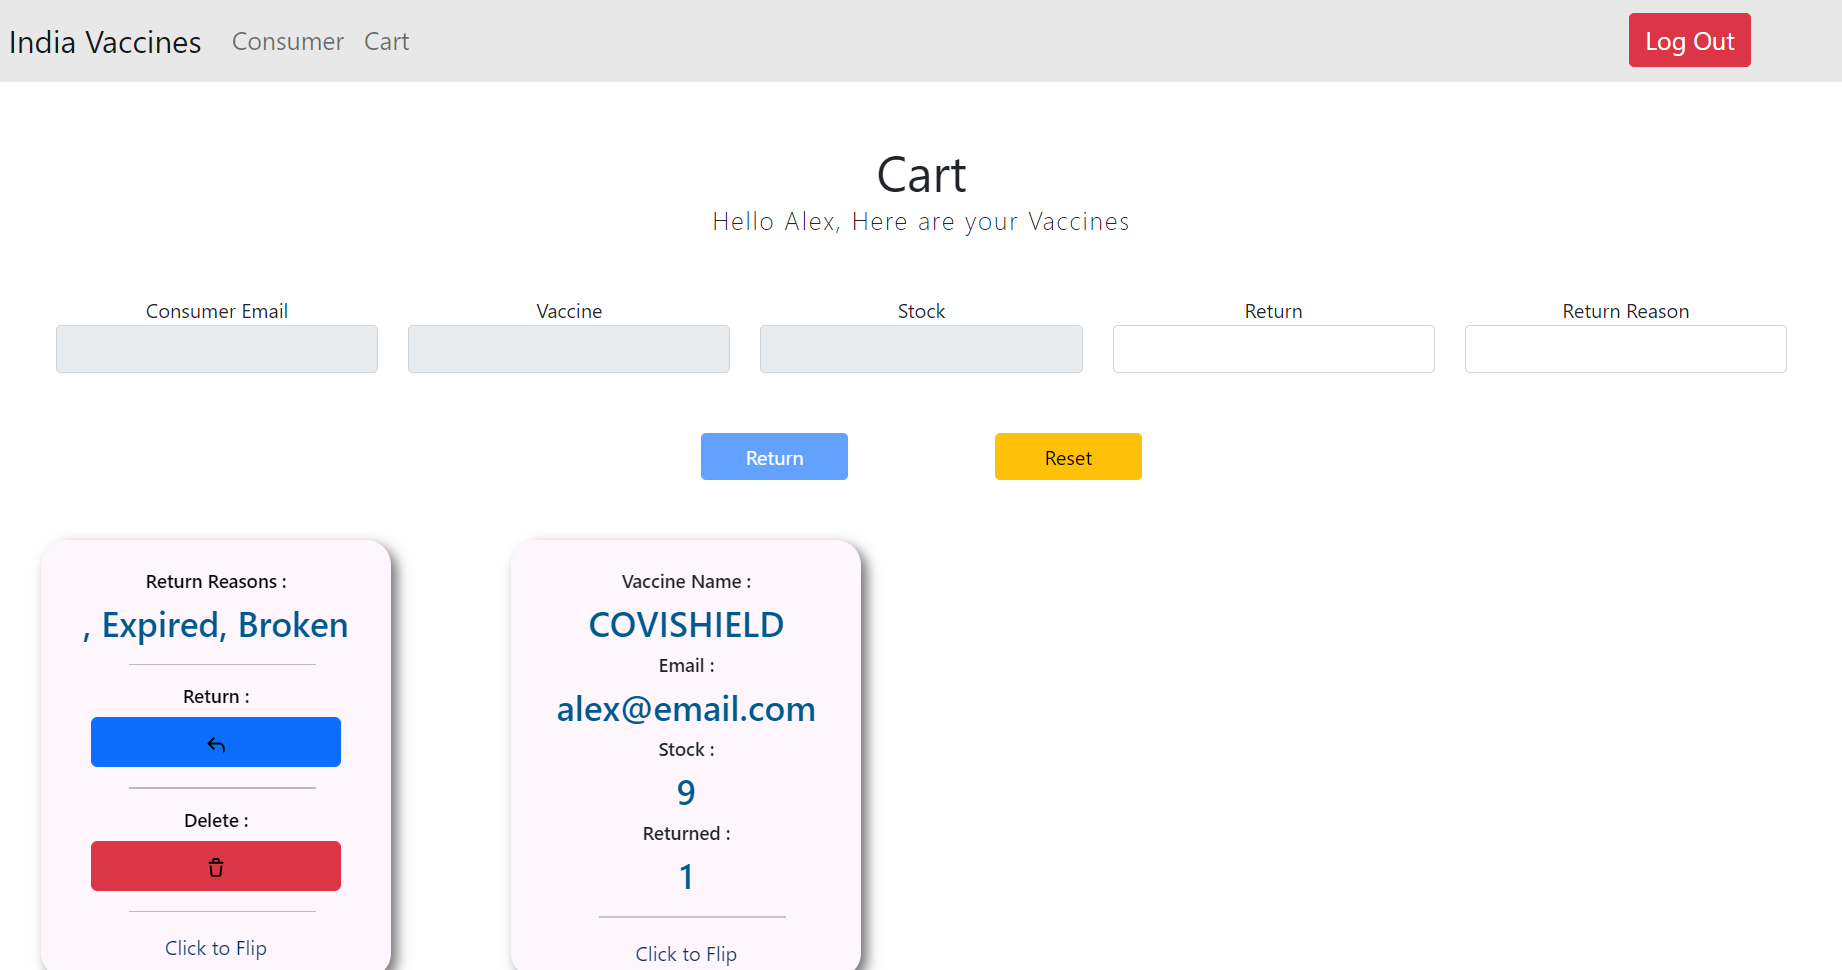 India Vaccines Consumer Cart Log Out
Cart
Hello Alex, Here are your Vaccines
Consumer Email Vaccine Stock Return Return Reason
Return Reset
Return Reasons :
, Expired, Broken
Return :
Delete :
Click to Flip
Vaccine Name :
COVISHIELD
Email :
alex@email.com
Stock :
9
Returned :
1
Click to Flip